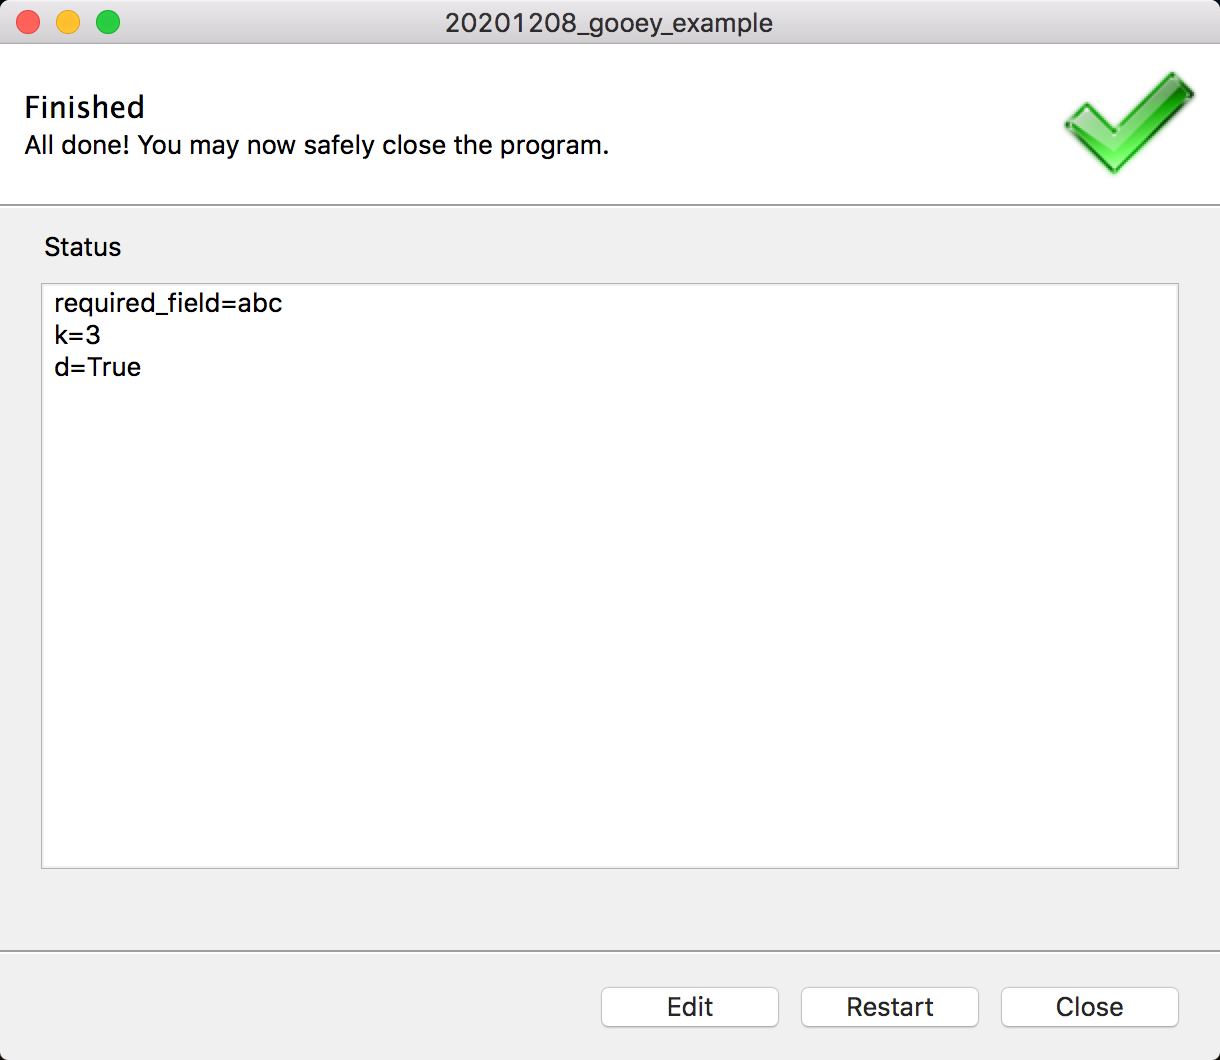 20201208_gooey_example
Finished
All done! You may now safely close the program.
Status
required_field=abc
k=3
d=True
Edit
Restart
Close